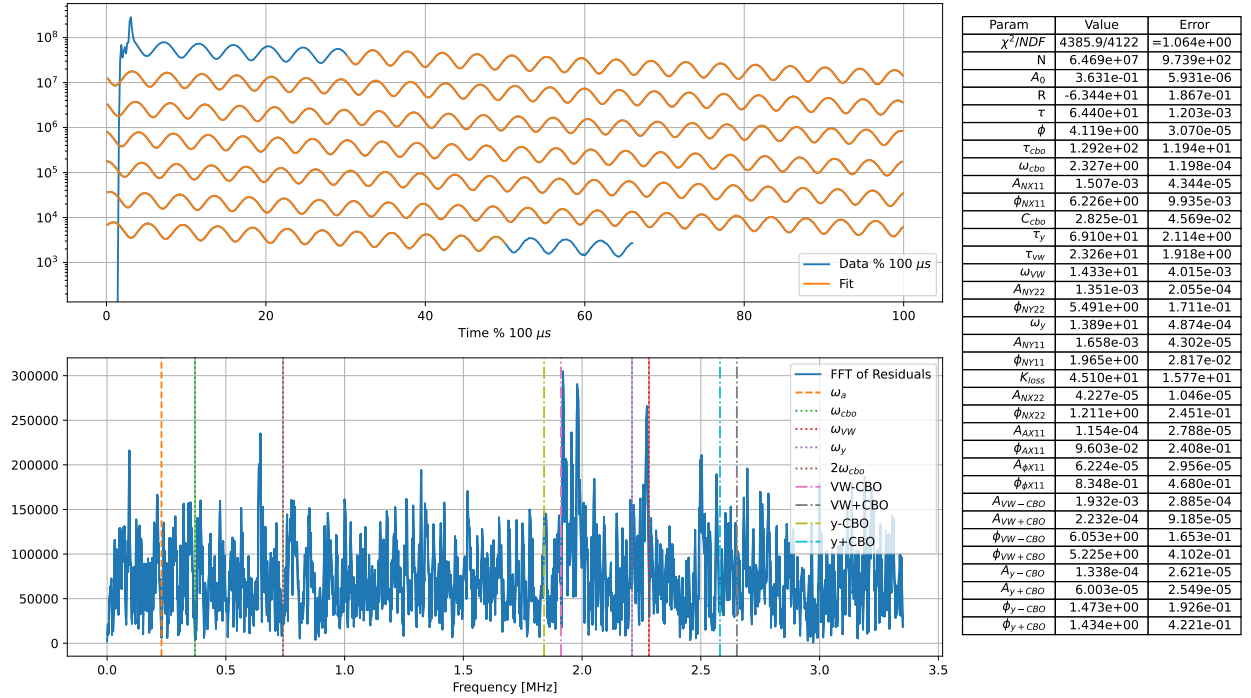 10⁸
10⁷
10⁶
10⁵
10⁴
10³
0
20
40
60
80
100
Time % 100 μs
Data % 100 μs
Fit
300000
250000
200000
150000
100000
50000
0
0.0
0.5
1.0
1.5
2.0
2.5
3.0
3.5
Frequency [MHz]
FFT of Residuals
ω_a
ω_cbo
ω_VW
ω_y
2ω_cbo
VW-CBO
VW+CBO
y-CBO
y+CBO
Param Value Error
χ²/NDF 4385.9/4122 =1.064e+00
N 6.469e+07 9.739e+02
A_0 3.631e-01 5.931e-06
R -6.344e+01 1.867e-01
τ 6.440e+01 1.203e-03
ϕ 4.119e+00 3.070e-05
τ_cbo 1.292e+02 1.194e+01
ω_cbo 2.327e+00 1.198e-04
A_NX11 1.507e-03 4.344e-05
ϕ_NX11 6.226e+00 9.935e-03
C_cbo 2.825e-01 4.569e-02
τ_y 6.910e+01 2.114e+00
τ_vw 2.326e+01 1.918e+00
ω_VW 1.433e+01 4.015e-03
A_NY22 1.351e-03 2.055e-04
ϕ_NY22 5.491e+00 1.711e-01
ω_y 1.389e+01 4.874e-04
A_NY11 1.658e-03 4.302e-05
ϕ_NY11 1.965e+00 2.817e-02
K_loss 4.510e+01 1.577e+01
A_NX22 4.227e-05 1.046e-05
ϕ_NX22 1.211e+00 2.451e-01
A_AX11 1.154e-04 2.788e-05
ϕ_AX11 9.603e-02 2.408e-01
A_ϕX11 6.224e-05 2.956e-05
ϕ_ϕX11 8.348e-01 4.680e-01
A_VW−CBO 1.932e-03 2.885e-04
A_VW+CBO 2.232e-04 9.185e-05
ϕ_VW−CBO 6.053e+00 1.653e-01
ϕ_VW+CBO 5.225e+00 4.102e-01
A_y−CBO 1.338e-04 2.621e-05
A_y+CBO 6.003e-05 2.549e-05
ϕ_y−CBO 1.473e+00 1.926e-01
ϕ_y+CBO 1.434e+00 4.221e-01